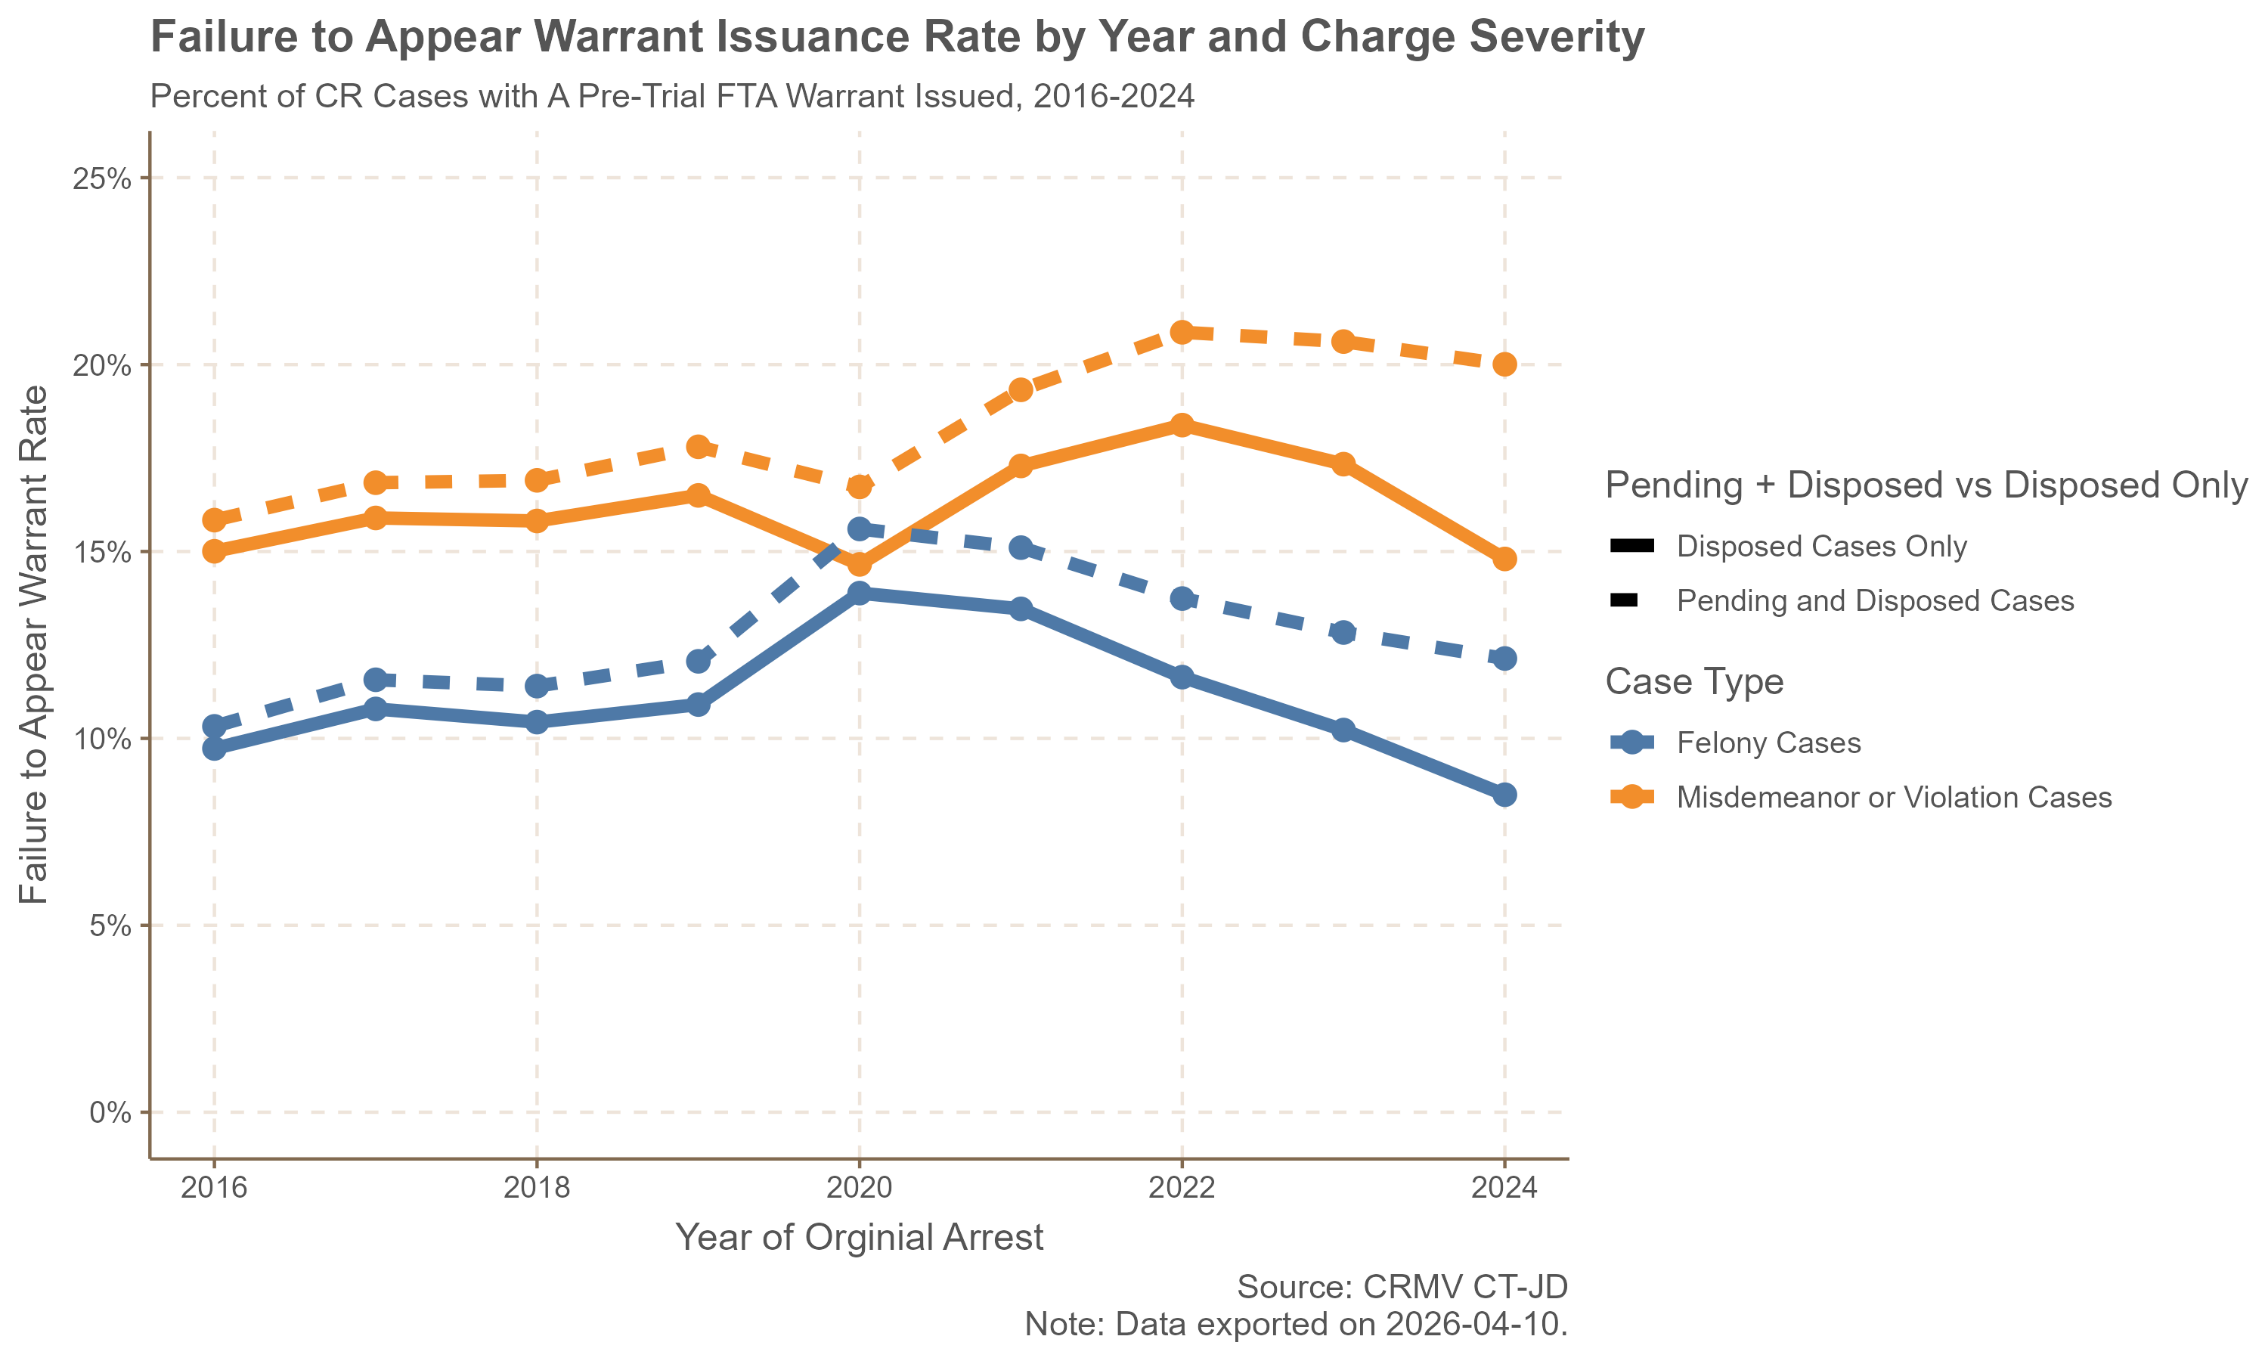 Failure to Appear Warrant Issuance Rate by Year and Charge Severity
Percent of CR Cases with A Pre-Trial FTA Warrant Issued, 2016-2024
Failure to Appear Warrant Rate
25%
20%
15%
10%
5%
0%
2016
2018
2020
2022
2024
Year of Orginial Arrest
Pending + Disposed vs Disposed Only
Disposed Cases Only
Pending and Disposed Cases
Case Type
Felony Cases
Misdemeanor or Violation Cases
Source: CRMV CT-JD
Note: Data exported on 2026-04-10.